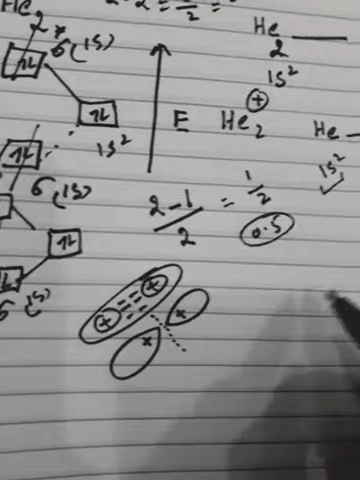 He2
σ*(1S)
He
2
1S²
⊕
E He2 He
1S²
1S²
σ(1S)
2-1/2 = 1/2
0.5
σ(1S)
x x
x x